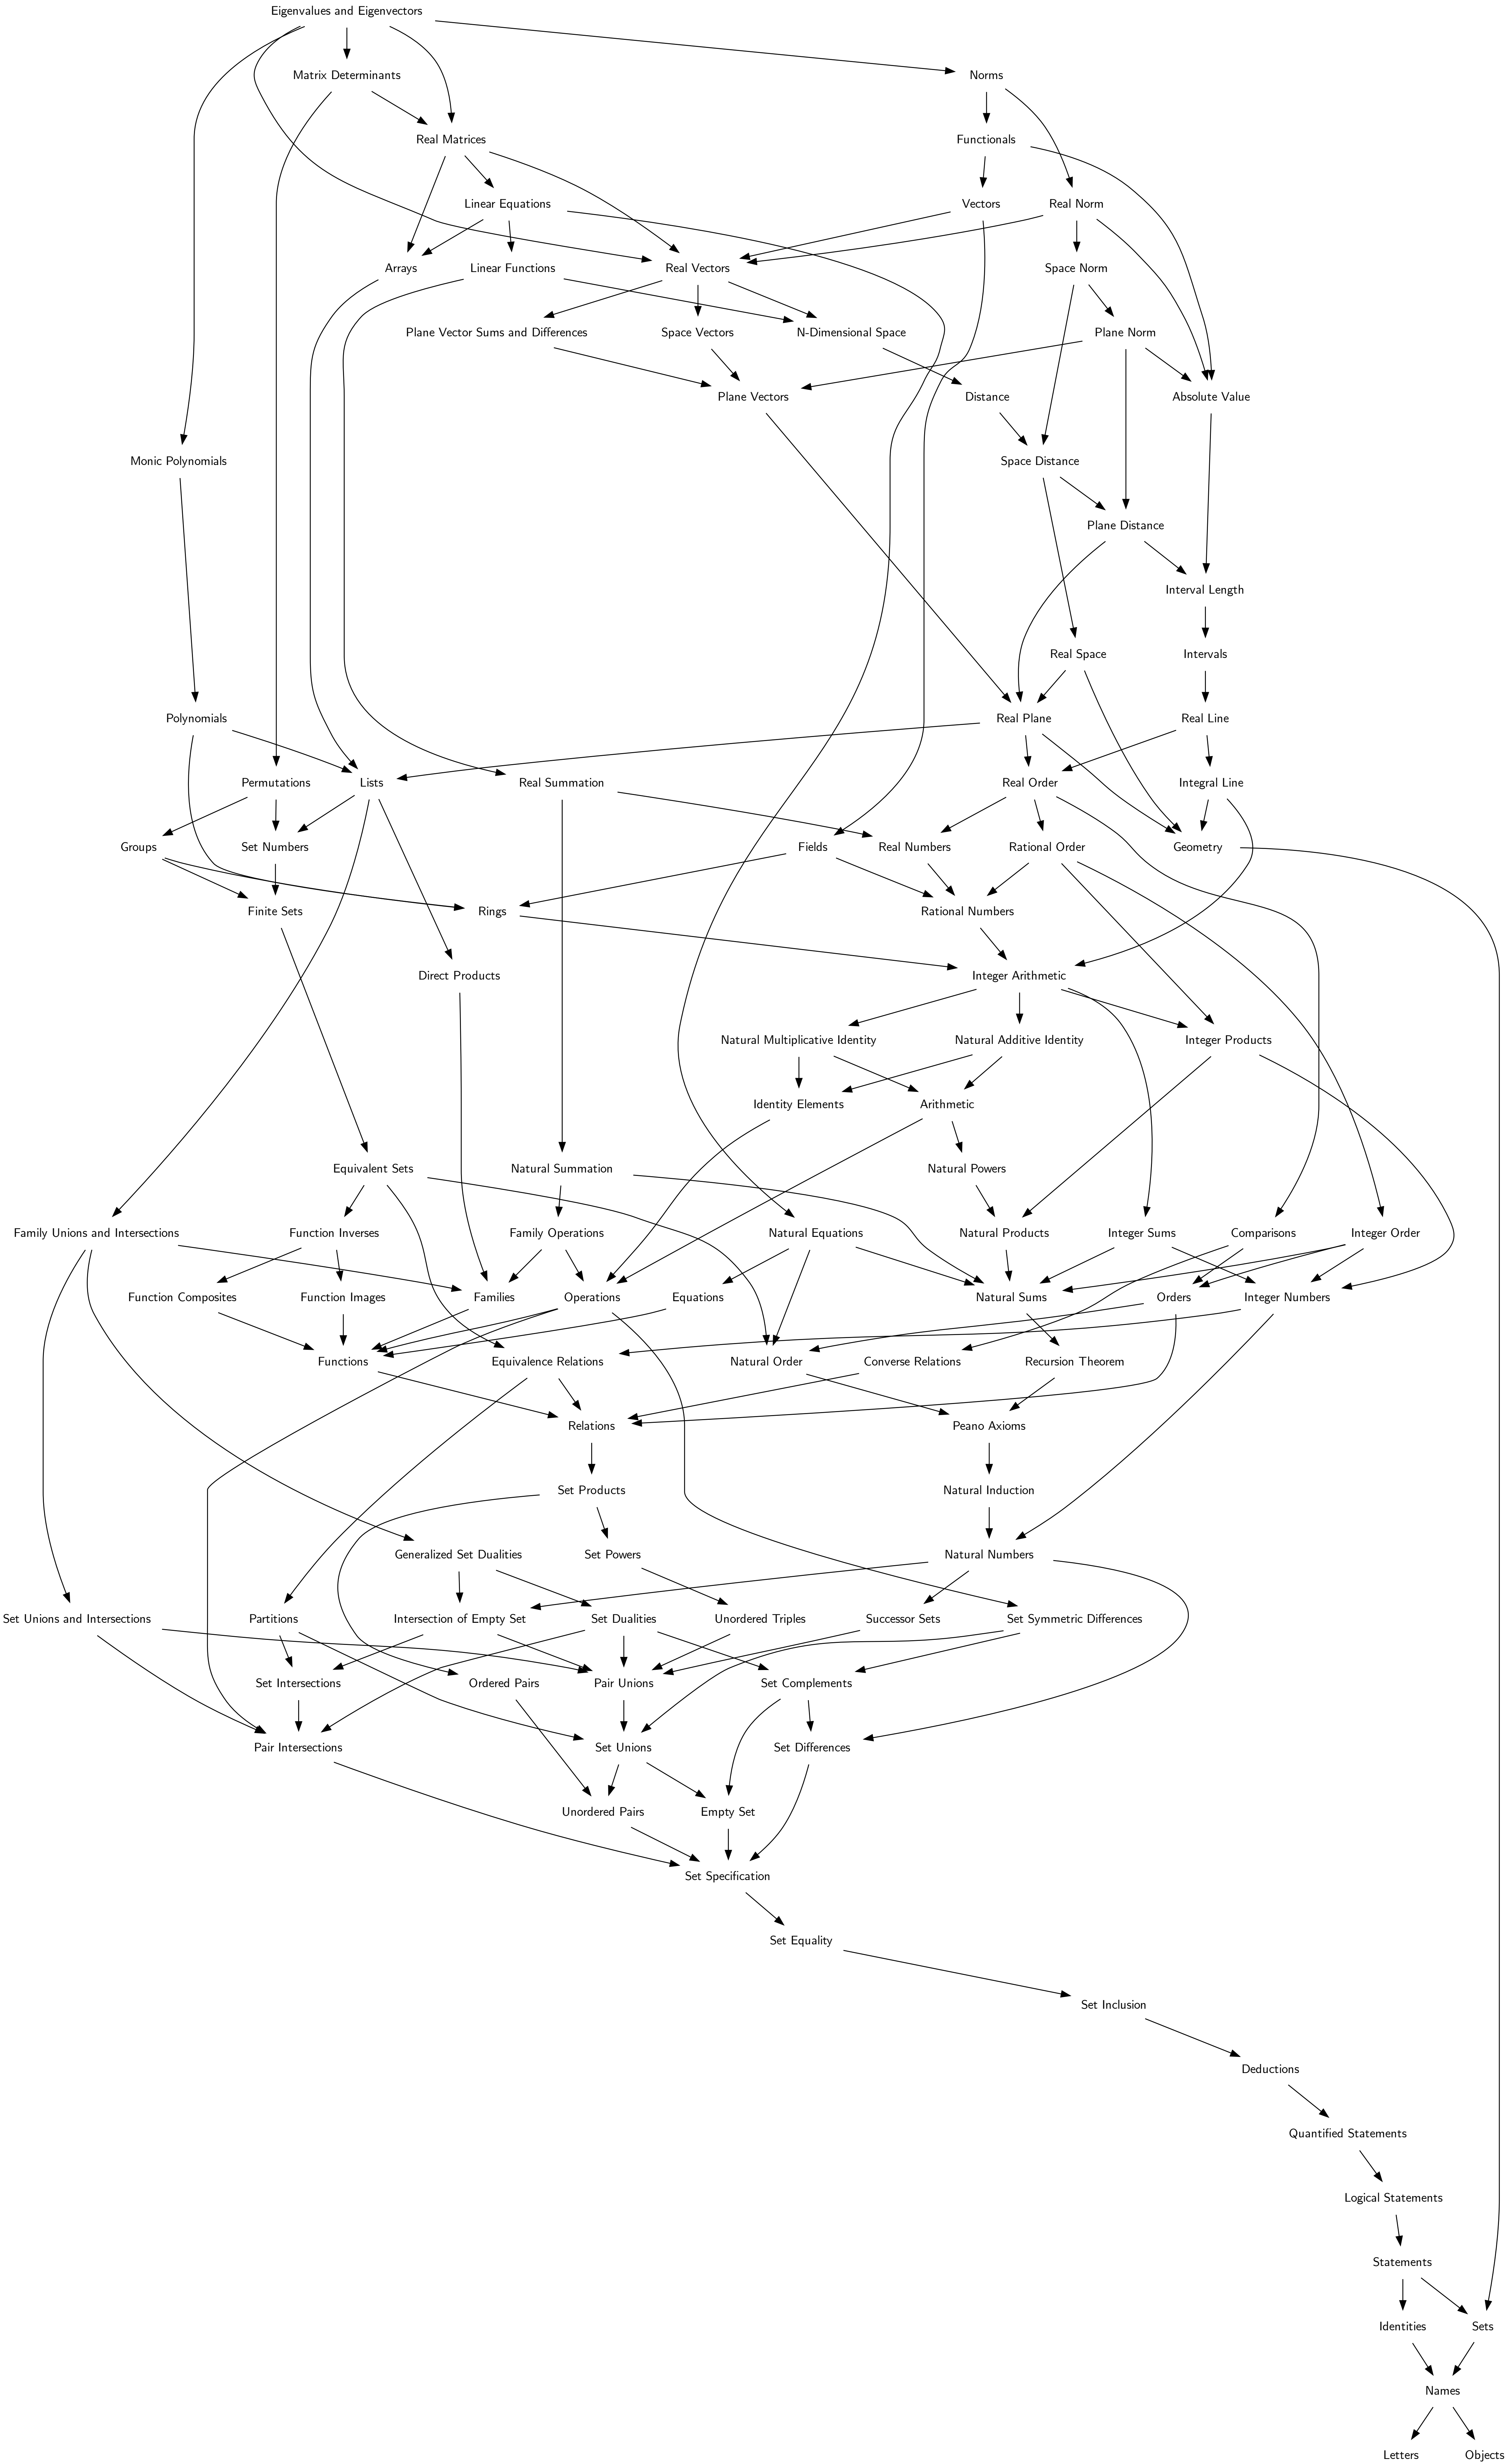 Eigenvalues and Eigenvectors
Matrix Determinants
Norms
Real Matrices
Functionals
Linear Equations
Vectors
Real Norm
Arrays
Linear Functions
Real Vectors
Space Norm
Plane Vector Sums and Differences
Space Vectors
N-Dimensional Space
Plane Norm
Plane Vectors
Distance
Absolute Value
Monic Polynomials
Space Distance
Plane Distance
Interval Length
Real Space
Intervals
Polynomials
Real Plane
Real Line
Permutations
Lists
Real Summation
Real Order
Integral Line
Groups
Set Numbers
Fields
Real Numbers
Rational Order
Geometry
Finite Sets
Rings
Rational Numbers
Direct Products
Integer Arithmetic
Natural Multiplicative Identity
Natural Additive Identity
Integer Products
Identity Elements
Arithmetic
Equivalent Sets
Natural Summation
Natural Powers
Family Unions and Intersections
Function Inverses
Family Operations
Natural Equations
Natural Products
Integer Sums
Comparisons
Integer Order
Function Composites
Function Images
Families
Operations
Equations
Natural Sums
Orders
Integer Numbers
Functions
Equivalence Relations
Natural Order
Converse Relations
Recursion Theorem
Relations
Peano Axioms
Set Products
Natural Induction
Generalized Set Dualities
Set Powers
Natural Numbers
Set Unions and Intersections
Partitions
Intersection of Empty Set
Set Dualities
Unordered Triples
Successor Sets
Set Symmetric Differences
Set Intersections
Ordered Pairs
Pair Unions
Set Complements
Pair Intersections
Set Unions
Set Differences
Unordered Pairs
Empty Set
Set Specification
Set Equality
Set Inclusion
Deductions
Quantified Statements
Logical Statements
Statements
Identities
Sets
Names
Letters
Objects